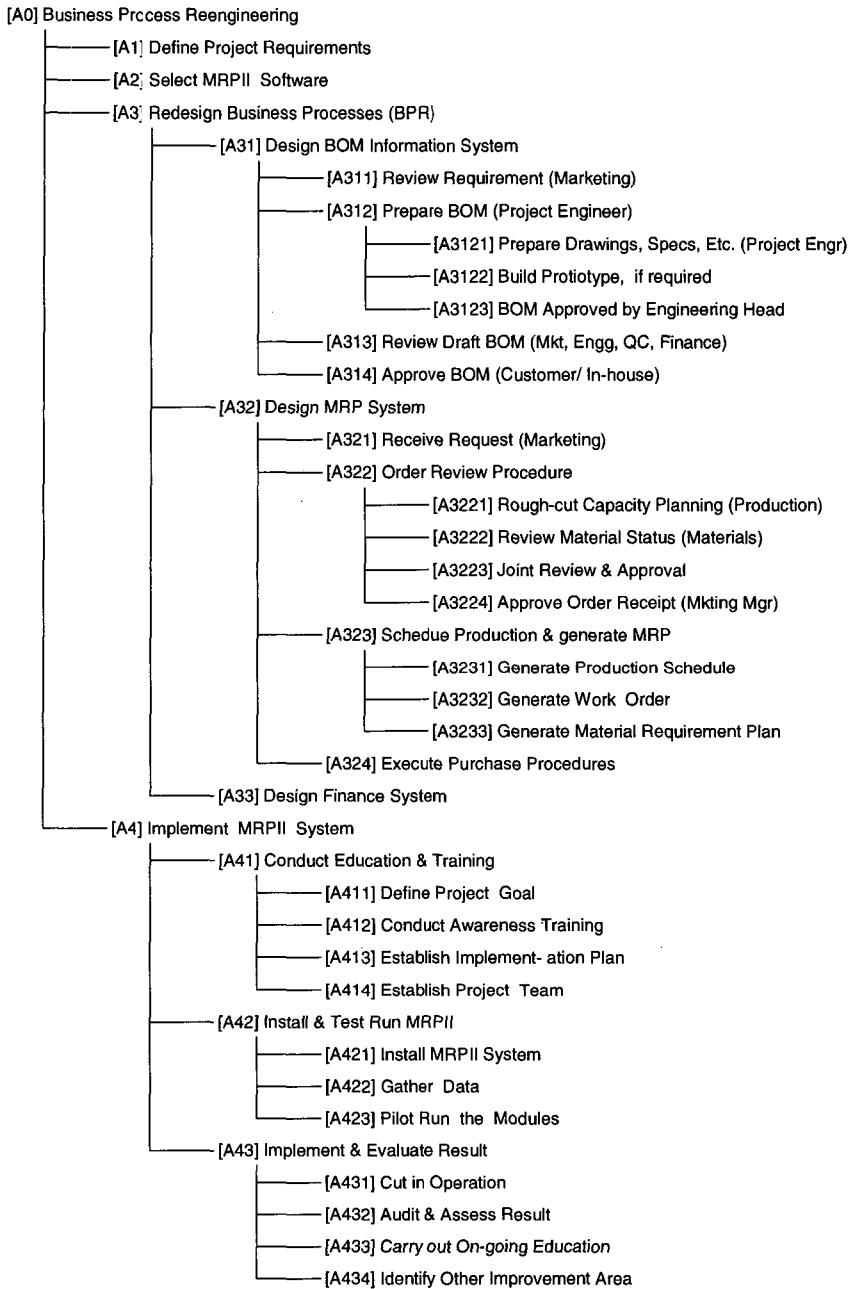 [A0] Business Prccess Reengineering
[A1] Define Project Requirements
[A2] Select MRPII Software
[A3] Redesign Business Processes (BPR)
[A31] Design BOM Information System
[A311] Review Requirement (Marketing)
[A312] Prepare BOM (Project Engineer)
[A3121] Prepare Drawings, Specs, Etc. (Project Engr)
[A3122] Build Protiotype, if required
[A3123] BOM Approved by Engineering Head
[A313] Review Draft BOM (Mkt, Engg, QC, Finance)
[A314] Approve BOM (Customer/ In-house)
[A32] Design MRP System
[A321] Receive Request (Marketing)
[A322] Order Review Procedure
[A3221] Rough-cut Capacity Planning (Production)
[A3222] Review Material Status (Materials)
[A3223] Joint Review & Approval
[A3224] Approve Order Receipt (Mkting Mgr)
[A323] Schedue Production & generate MRP
[A3231] Generate Production Schedule
[A3232] Generate Work Order
[A3233] Generate Material Requirement Plan
[A324] Execute Purchase Procedures
[A33] Design Finance System
[A4] Implement MRPII System
[A41] Conduct Education & Training
[A411] Define Project Goal
[A412] Conduct Awareness Training
[A413] Establish Implement- ation Plan
[A414] Establish Project Team
[A42] Install & Test Run MRPII
[A421] Install MRPII System
[A422] Gather Data
[A423] Pilot Run the Modules
[A43] Implement & Evaluate Result
[A431] Cut in Operation
[A432] Audit & Assess Result
[A433] Carry out On-going Education
[A434] Identify Other Improvement Area